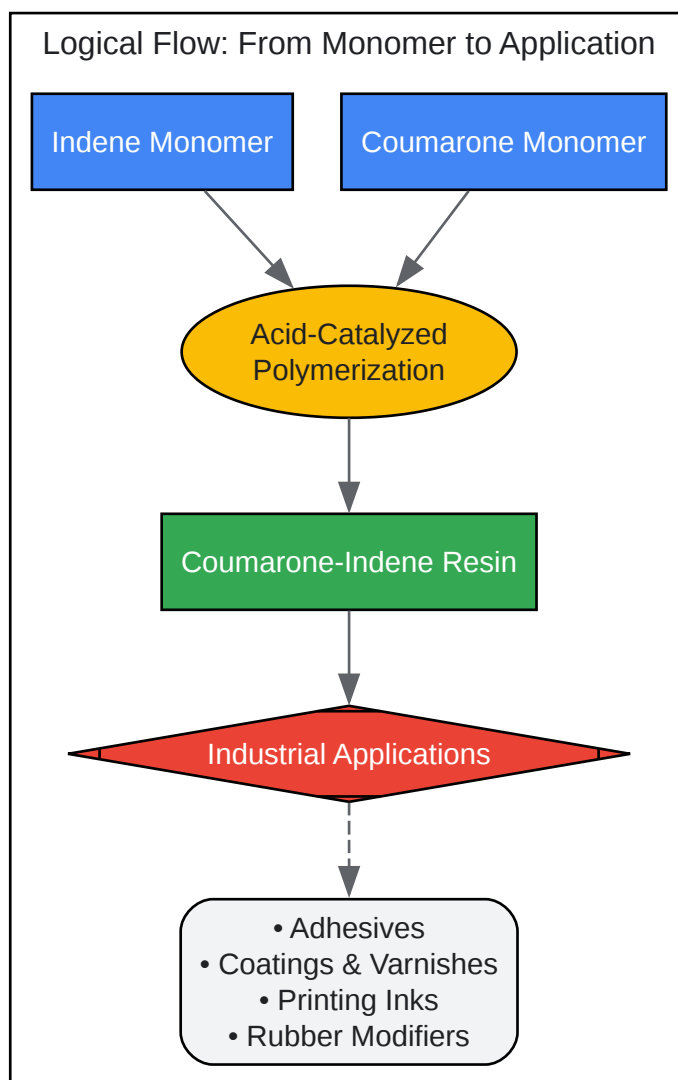 Logical Flow: From Monomer to Application
Indene Monomer
Coumarone Monomer
Acid-Catalyzed
Polymerization
Coumarone-Indene Resin
Industrial Applications
• Adhesives
• Coatings & Varnishes
• Printing Inks
• Rubber Modifiers